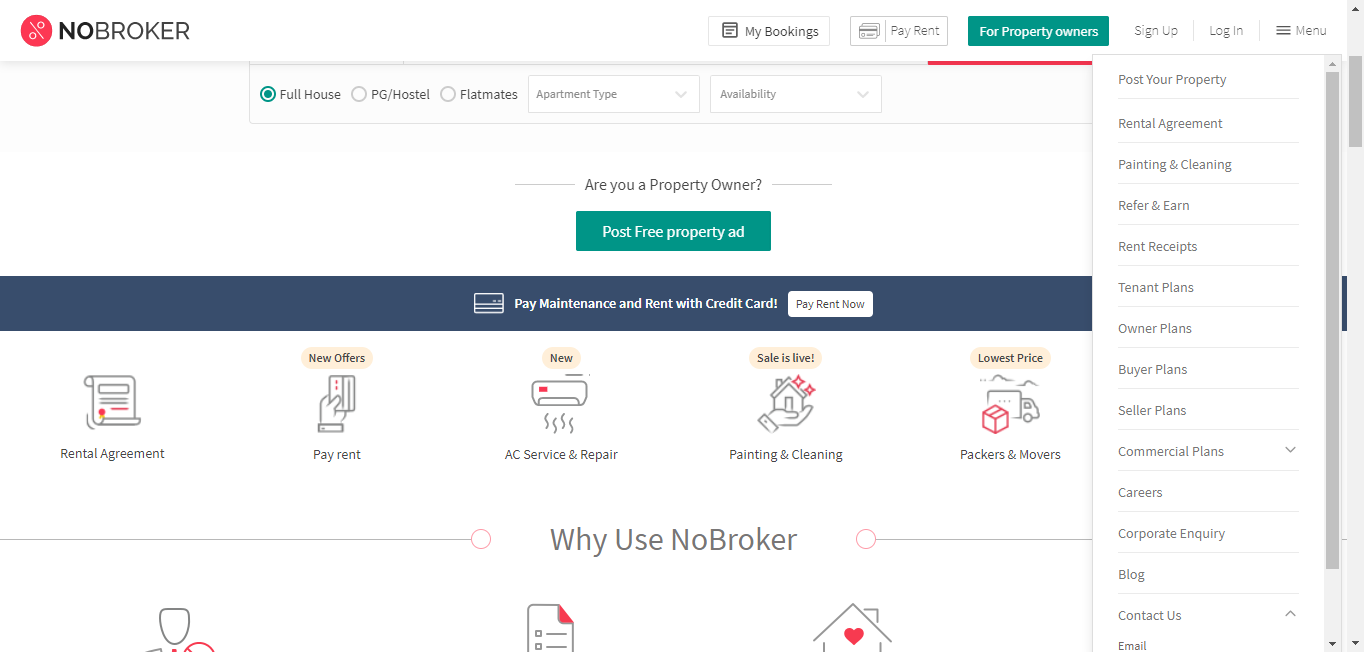 NOBROKER
My Bookings
Pay Rent
For Property owners
Sign Up
Log In
Menu
Full House
PG/Hostel
Flatmates
Apartment Type
Availability
Are you a Property Owner?
Post Free property ad
Pay Maintenance and Rent with Credit Card!
Pay Rent Now
New Offers
New
Sale is live!
Lowest Price
Rental Agreement
Pay rent
AC Service & Repair
Painting & Cleaning
Packers & Movers
Why Use NoBroker
Post Your Property
Rental Agreement
Painting & Cleaning
Refer & Earn
Rent Receipts
Tenant Plans
Owner Plans
Buyer Plans
Seller Plans
Commercial Plans
Careers
Corporate Enquiry
Blog
Contact Us
Email